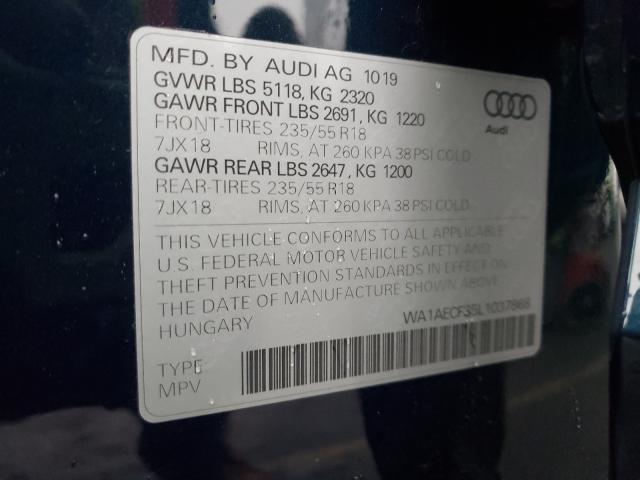 MFD. BY AUDI AG 1019
GVWR LBS 5118, KG 2320
GAWR FRONT LBS 2691, KG 1220
FRONT-TIRES 235/55 R18
7JX18 RIMS, AT 260 KPA 38 PSI COLD
GAWR REAR LBS 2647, KG 1200
REAR-TIRES 235/55 R18
7JX18 RIMS, AT 260 KPA 38 PSI COLD
Audi
THIS VEHICLE CONFORMS TO ALL APPLICABLE
U.S. FEDERAL MOTOR VEHICLE SAFETY AND
THEFT PREVENTION STANDARDS IN EFFECT ON
THE DATE OF MANUFACTURE SHOWN ABOVE.
HUNGARY
WA1AECF35L1037868
TYPE:
MPV